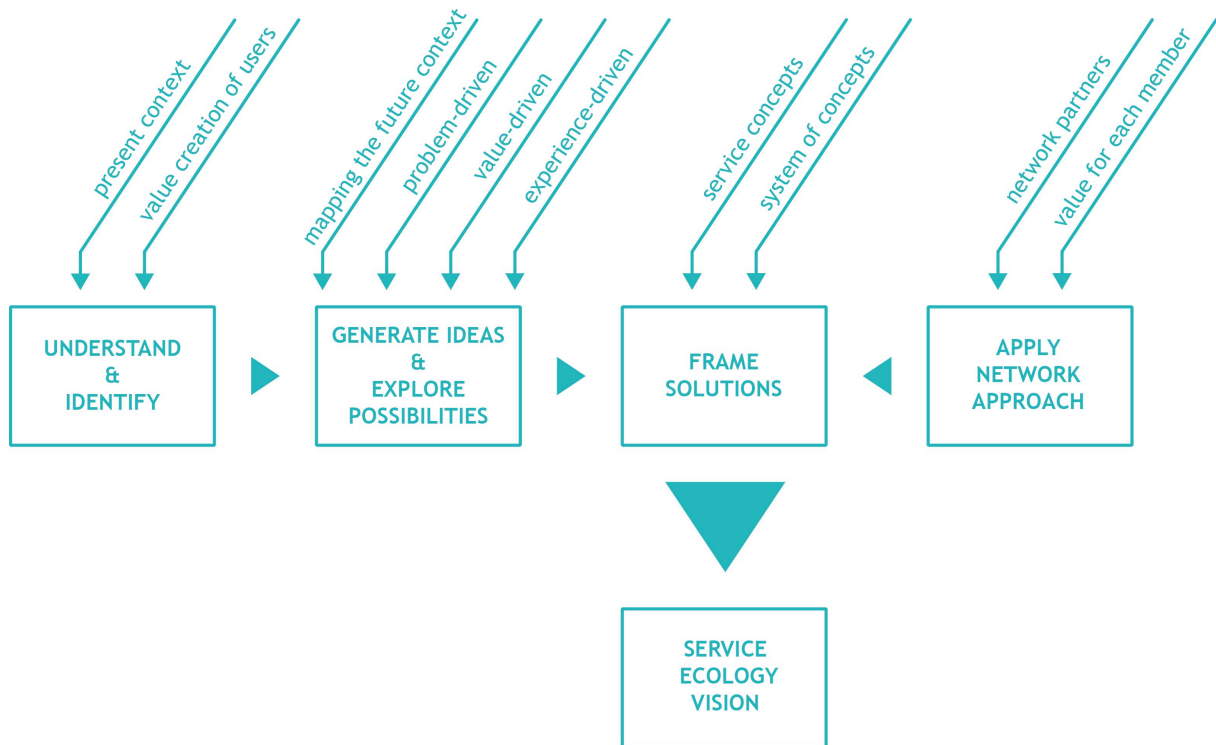 present context
value creation of users
mapping the future context
problem-driven
value-driven
experience-driven
service concepts
system of concepts
network partners
value for each member
UNDERSTAND
&
IDENTIFY
GENERATE IDEAS
&
EXPLORE
POSSIBILITIES
FRAME
SOLUTIONS
APPLY
NETWORK
APPROACH
SERVICE
ECOLOGY
VISION